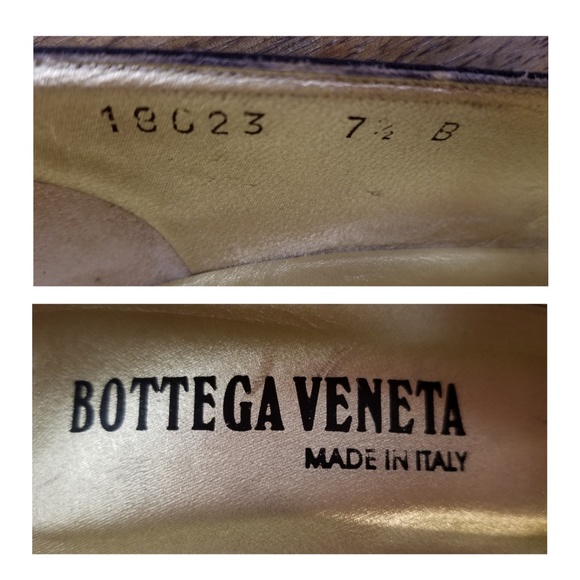 18023 7½ B
BOTTEGA VENETA
MADE IN ITALY